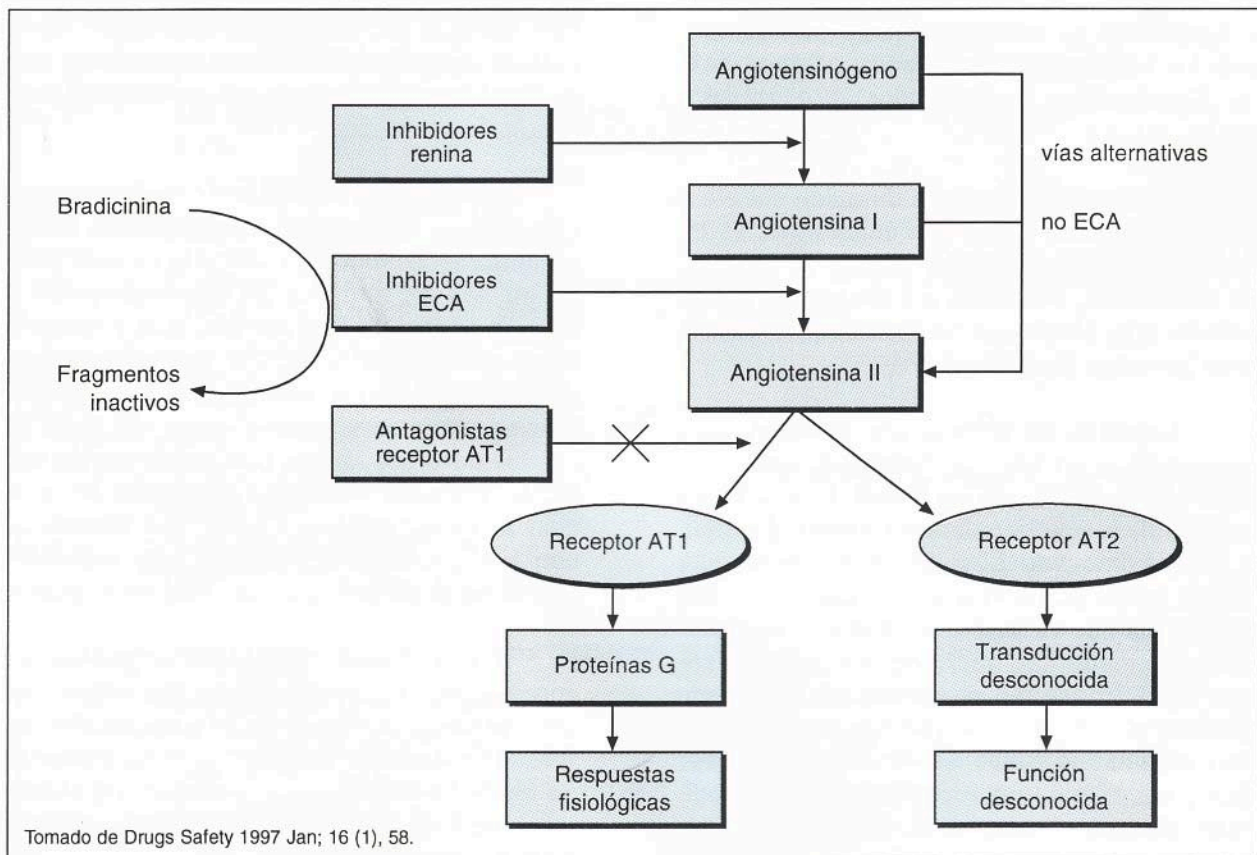 Angiotensinógeno
Inhibidores
renina
vías alternativas
Bradicinina
Angiotensina I
no ECA
Inhibidores
ECA
Angiotensina II
Fragmentos
inactivos
Antagonistas
receptor AT1
Receptor AT1
Receptor AT2
Proteínas G
Transducción
desconocida
Respuestas
fisiológicas
Función
desconocida
Tomado de Drugs Safety 1997 Jan; 16 (1), 58.